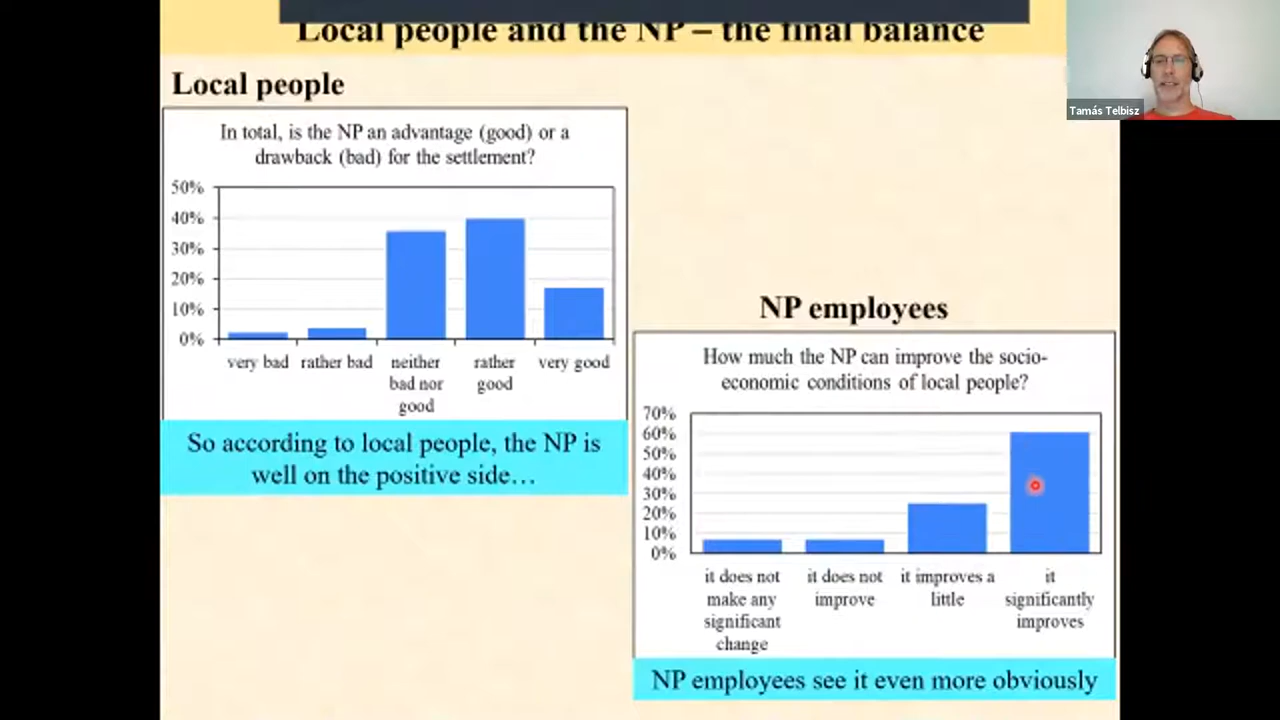 Local people and the NP – the final balance
Tamás Telbisz
Local people
In total, is the NP an advantage (good) or a
drawback (bad) for the settlement?
50%
40%
30%
20%
10%
0%
very bad
rather bad
neither
bad nor
good
rather
good
very good
So according to local people, the NP is
well on the positive side…
NP employees
How much the NP can improve the socio-
economic conditions of local people?
70%
60%
50%
40%
30%
20%
10%
0%
it does not
make any
significant
change
it does not
improve
it improves a
little
it
significantly
improves
NP employees see it even more obviously